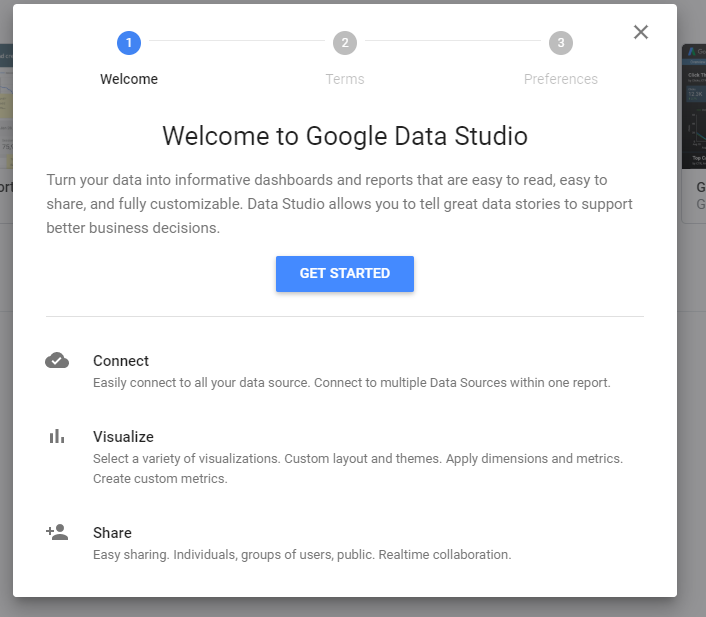 1
2
3
Welcome
Terms
Preferences
Welcome to Google Data Studio
Turn your data into informative dashboards and reports that are easy to read, easy to
share, and fully customizable. Data Studio allows you to tell great data stories to support
better business decisions.
GET STARTED
Connect
Easily connect to all your data source. Connect to multiple Data Sources within one report.
Visualize
Select a variety of visualizations. Custom layout and themes. Apply dimensions and metrics.
Create custom metrics.
Share
Easy sharing. Individuals, groups of users, public. Realtime collaboration.